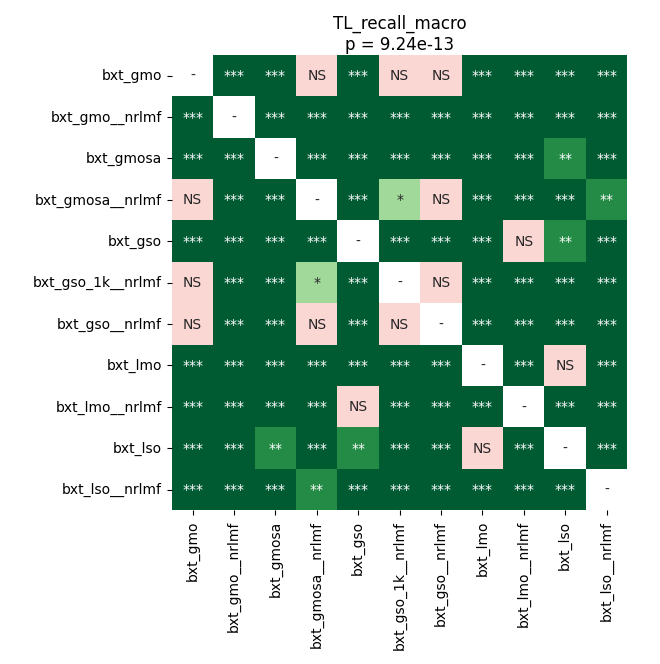 TL_recall_macro
p = 9.24e-13
bxt_gmo - *** *** NS *** NS NS *** *** *** ***
bxt_gmo__nrlmf *** - *** *** *** *** *** *** *** *** ***
bxt_gmosa *** *** - *** *** *** *** *** *** ** ***
bxt_gmosa__nrlmf NS *** *** - *** * NS *** *** *** **
bxt_gso *** *** *** *** - *** *** *** NS ** ***
bxt_gso_1k__nrlmf NS *** *** * *** - NS *** *** *** ***
bxt_gso__nrlmf NS *** *** NS *** NS - *** *** *** ***
bxt_lmo *** *** *** *** *** *** *** - *** NS ***
bxt_lmo__nrlmf *** *** *** *** NS *** *** *** - *** ***
bxt_lso *** *** ** *** ** *** *** NS *** - ***
bxt_lso__nrlmf *** *** *** ** *** *** *** *** *** *** -
bxt_gmo
bxt_gmo__nrlmf
bxt_gmosa
bxt_gmosa__nrlmf
bxt_gso
bxt_gso_1k__nrlmf
bxt_gso__nrlmf
bxt_lmo
bxt_lmo__nrlmf
bxt_lso
bxt_lso__nrlmf